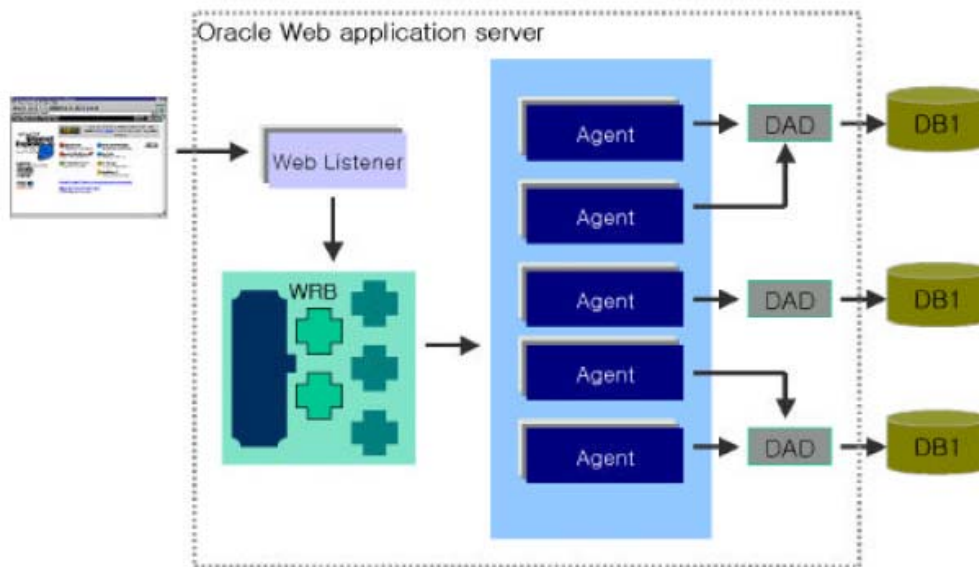 Oracle Web application server
Web Listener
WRB
Agent
Agent
Agent
Agent
Agent
DAD
DAD
DAD
DB1
DB1
DB1